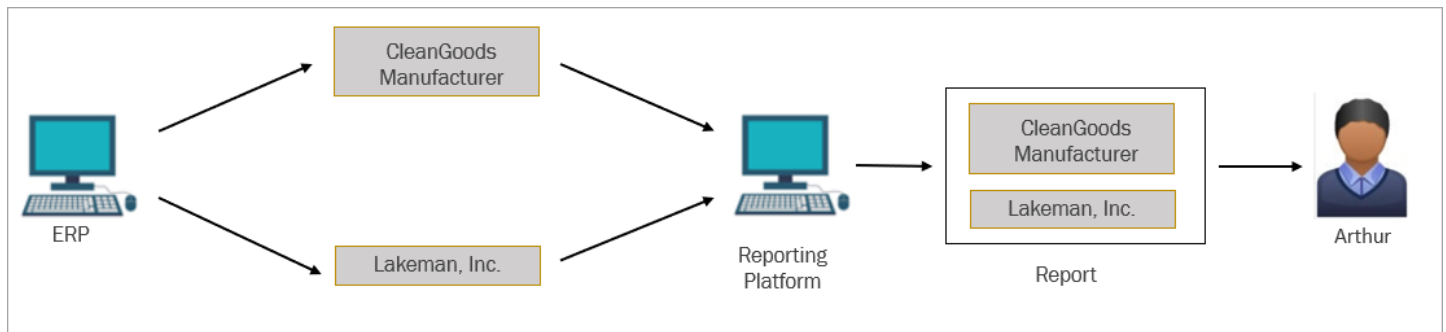 CleanGoods
Manufacturer
ERP
Lakeman, Inc.
Reporting
Platform
CleanGoods
Manufacturer
Lakeman, Inc.
Report
Arthur